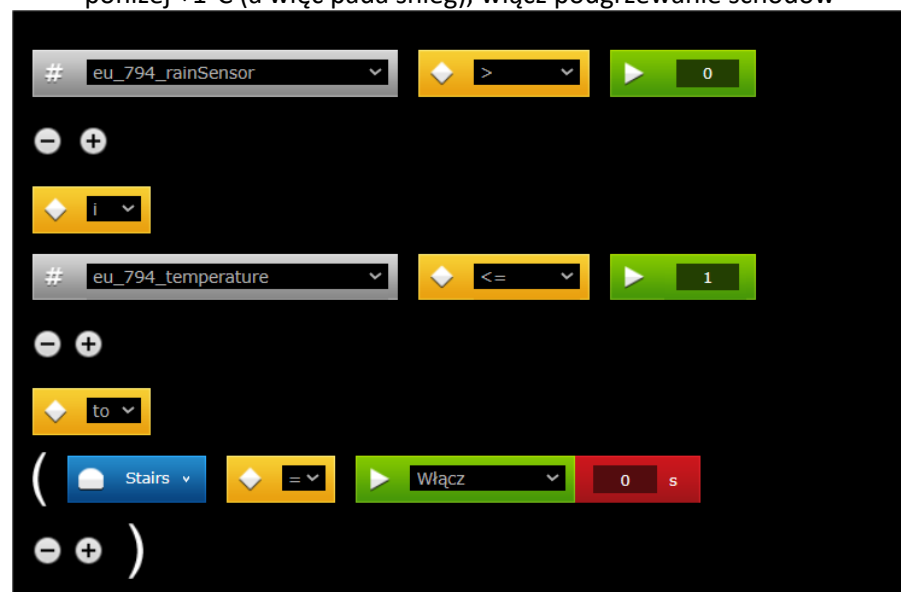 poniżej +1°C (a więc pada śnieg), włącz podgrzewanie schodów
# eu_794_rainSensor > 0
i
# eu_794_temperature <= 1
to
( Stairs = Włącz 0 s
)